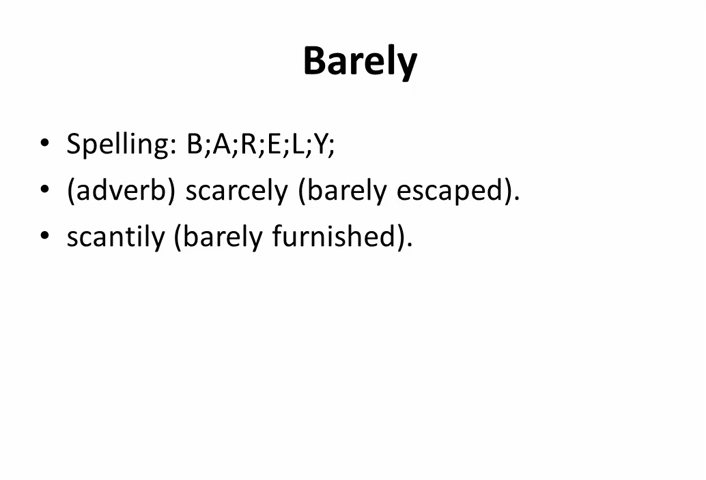 Barely
• Spelling: B;A;R;E;L;Y;
• (adverb) scarcely (barely escaped).
• scantily (barely furnished).